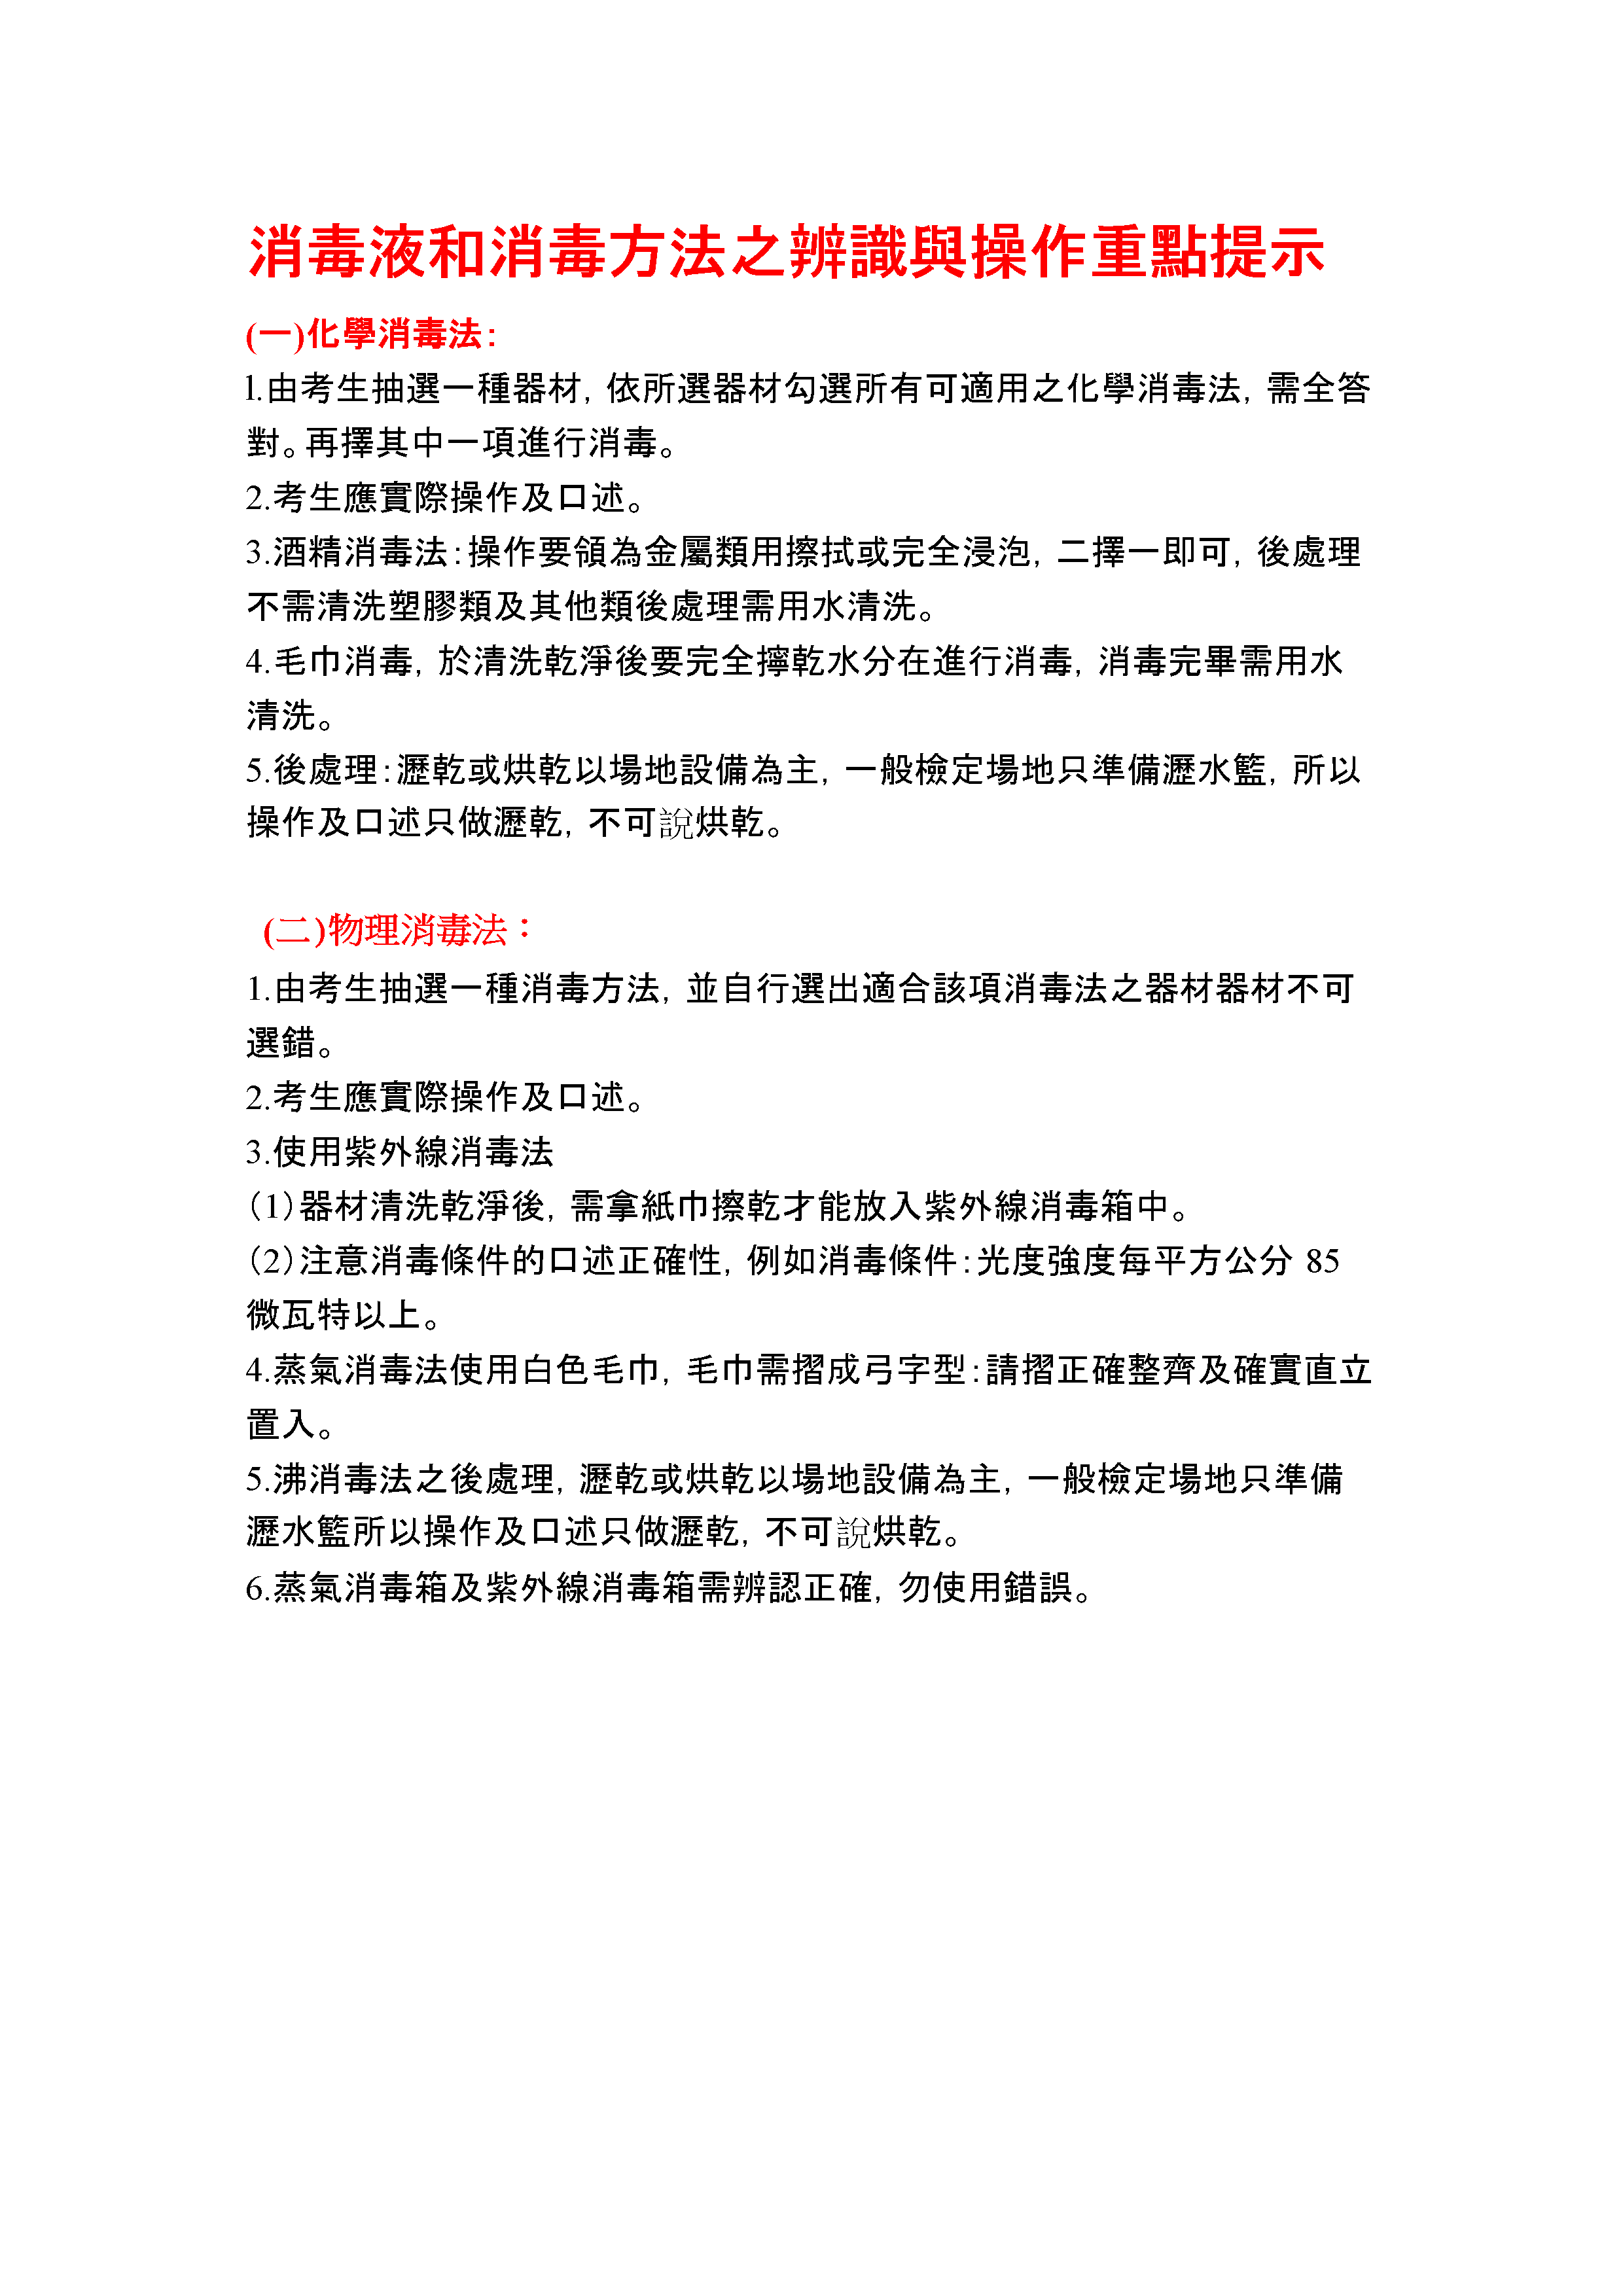 消毒液和消毒方法之辨識與操作重點提示
(一)化學消毒法：
1.由考生抽選一種器材，依所選器材勾選所有可適用之化學消毒法，需全答
對。再擇其中一項進行消毒。
2.考生應實際操作及口述。
3.酒精消毒法：操作要領為金屬類用擦拭或完全浸泡，二擇一即可，後處理
不需清洗塑膠類及其他類後處理需用水清洗。
4.毛巾消毒，於清洗乾淨後要完全擰乾水分在進行消毒，消毒完畢需用水
清洗。
5.後處理：瀝乾或烘乾以場地設備為主，一般檢定場地只準備瀝水籃，所以
操作及口述只做瀝乾，不可說烘乾。
(二)物理消毒法：
1.由考生抽選一種消毒方法，並自行選出適合該項消毒法之器材器材不可
選錯。
2.考生應實際操作及口述。
3.使用紫外線消毒法
（1）器材清洗乾淨後，需拿紙巾擦乾才能放入紫外線消毒箱中。
（2）注意消毒條件的口述正確性，例如消毒條件：光度強度每平方公分 85
微瓦特以上。
4.蒸氣消毒法使用白色毛巾，毛巾需摺成弓字型：請摺正確整齊及確實直立
置入。
5.沸消毒法之後處理，瀝乾或烘乾以場地設備為主，一般檢定場地只準備
瀝水籃所以操作及口述只做瀝乾，不可說烘乾。
6.蒸氣消毒箱及紫外線消毒箱需辨認正確，勿使用錯誤。